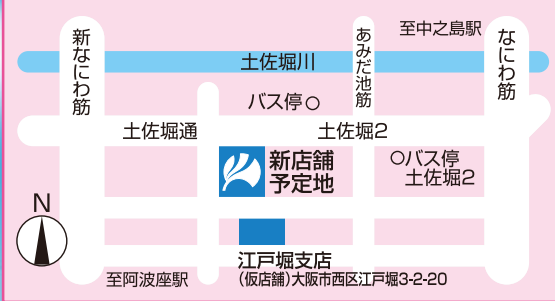 至中之島駅
新なにわ筋
あみだ池筋
なにわ筋
土佐堀川
バス停
土佐堀通
土佐堀2
新店舗
予定地
バス停
土佐堀2
N
江戸堀支店
(仮店舗)大阪市西区江戸堀3-2-20
至阿波座駅